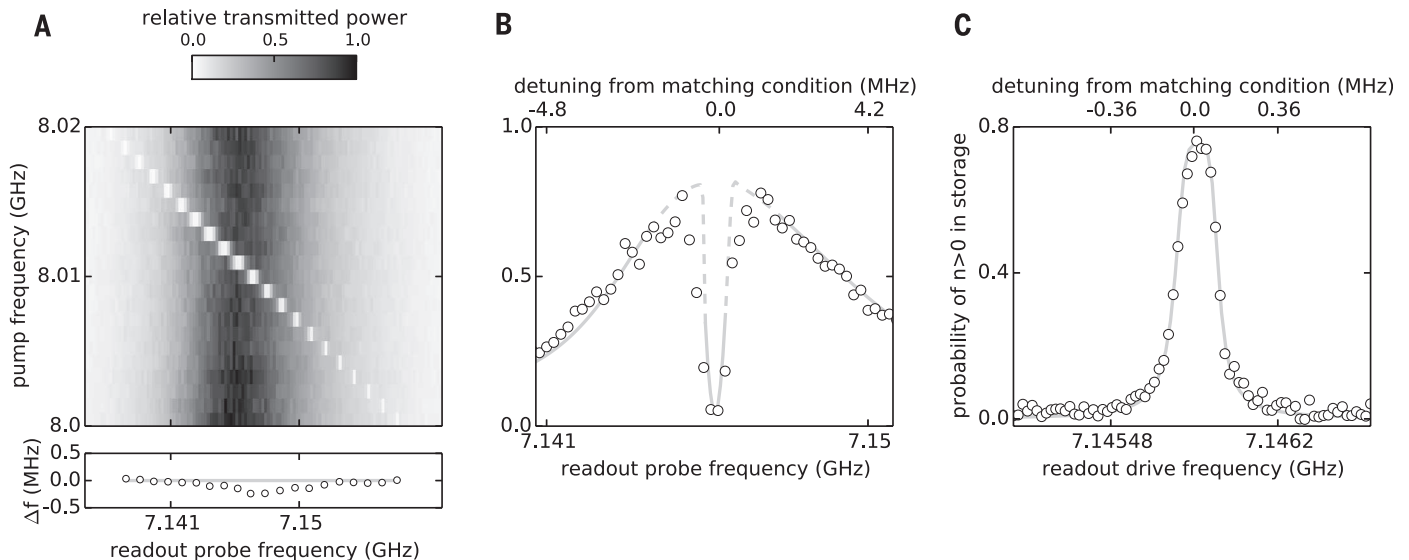 A
relative transmitted power
0.0 0.5 1.0
pump frequency (GHz)
8.02
8.01
8.0
Δf (MHz)
0.5
0.0
-0.5
7.141 7.15
readout probe frequency (GHz)
B
detuning from matching condition (MHz)
-4.8 0.0 4.2
1.0
0.5
0.0
7.141 7.15
readout probe frequency (GHz)
C
detuning from matching condition (MHz)
-0.36 0.0 0.36
probability of n>0 in storage
0.8
0.4
0.0
7.14548 7.1462
readout drive frequency (GHz)